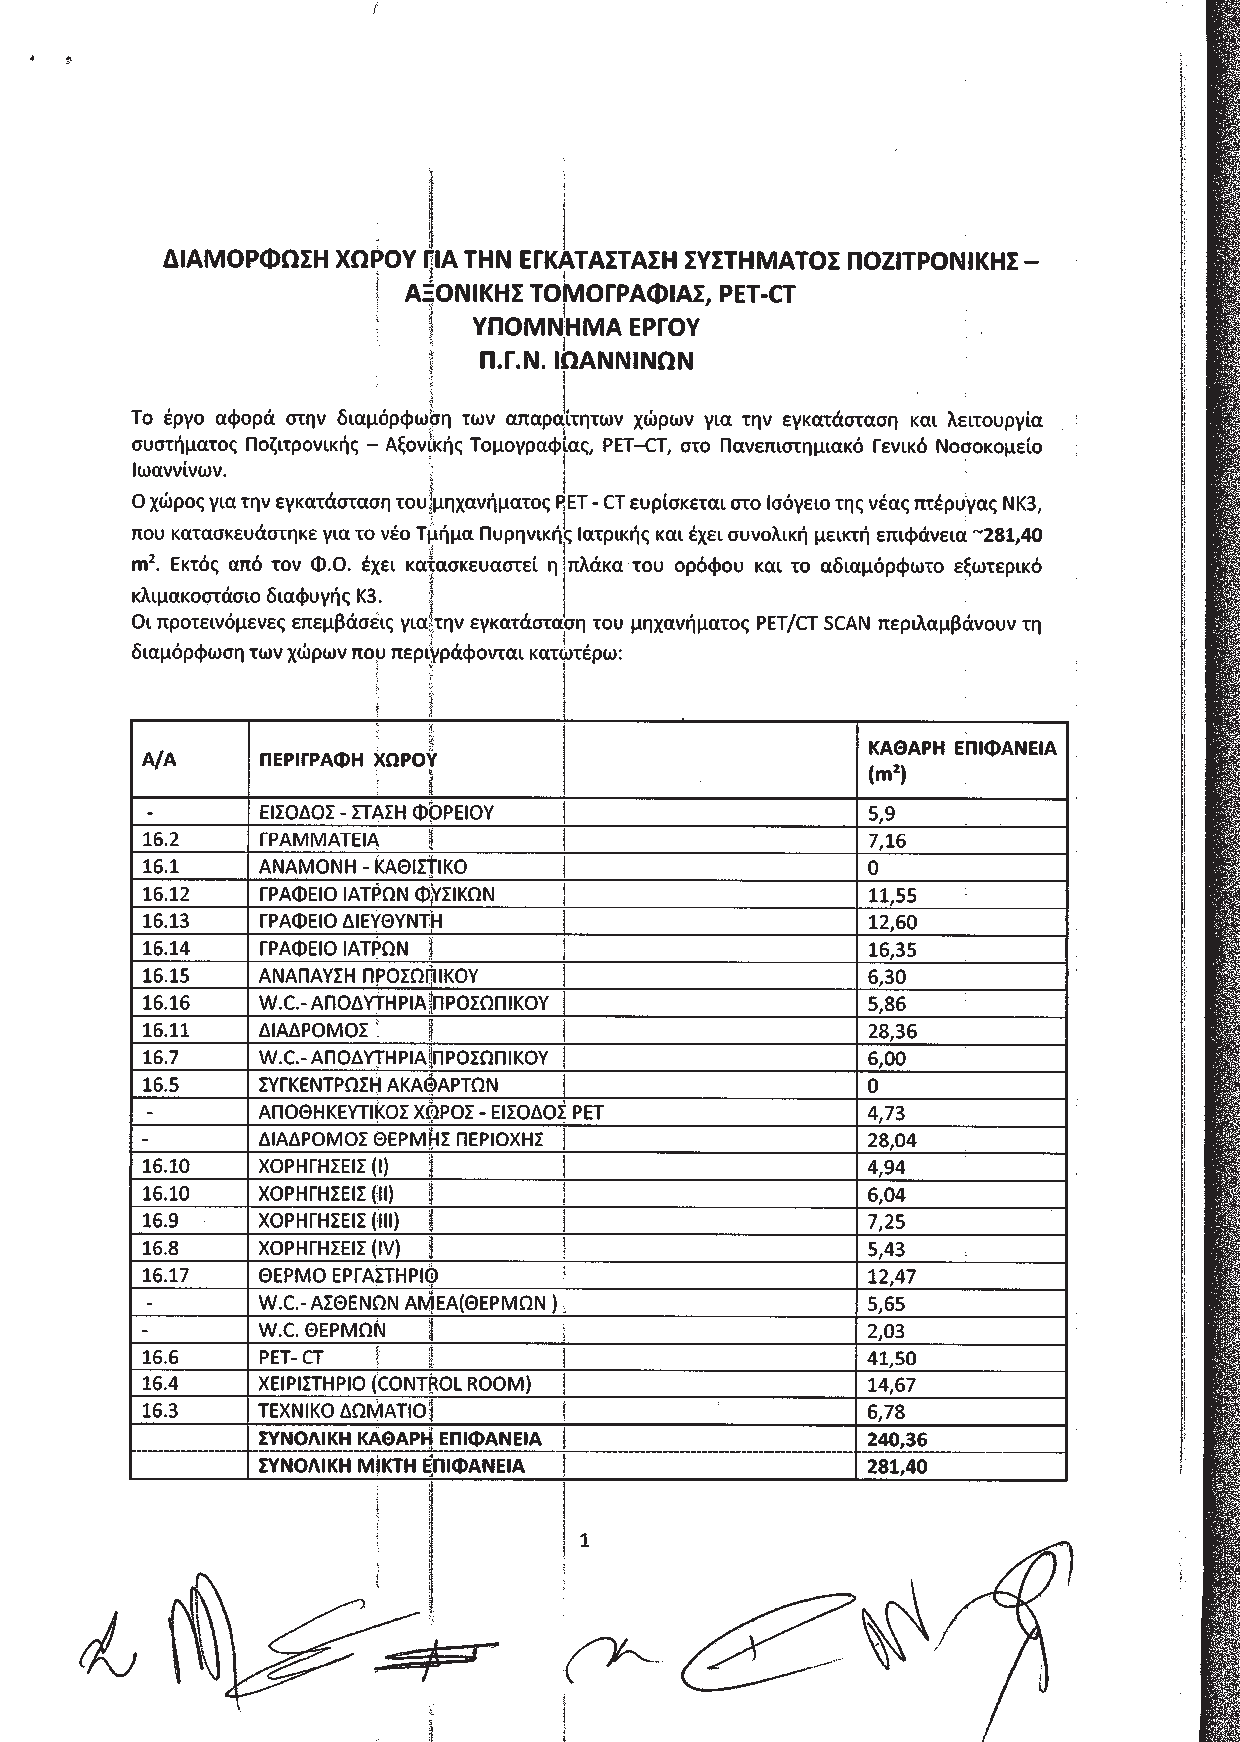 ΔΙΑΜΟΡΦΩΣΗ ΧΩΡΟΥ ΓΙΑ ΤΗΝ ΕΓΚΑΤΑΣΤΑΣΗ ΣΥΣΤΗΜΑΤΟΣ ΠΟΖΙΤΡΟΝΙΚΗΣ –
ΑΞΟΝΙΚΗΣ ΤΟΜΟΓΡΑΦΙΑΣ, PET-CT
ΥΠΟΜΝΗΜΑ ΕΡΓΟΥ
Π.Γ.Ν. ΙΩΑΝΝΙΝΩΝ
Το έργο αφορά στην διαμόρφωση των απαραίτητων χώρων για την εγκατάσταση και λειτουργία
συστήματος Ποζιτρονικής – Αξονικής Τομογραφίας, PET–CT, στο Πανεπιστημιακό Γενικό Νοσοκομείο
Ιωαννίνων.
Ο χώρος για την εγκατάσταση του μηχανήματος PET - CT ευρίσκεται στο Ισόγειο της νέας πτέρυγας ΝΚ3,
που κατασκευάστηκε για το νέο Τμήμα Πυρηνικής Ιατρικής και έχει συνολική μεικτή επιφάνεια ~281,40
m². Εκτός από τον Φ.Ο. έχει κατασκευαστεί η πλάκα του ορόφου και το αδιαμόρφωτο εξωτερικό
κλιμακοστάσιο διαφυγής Κ3.
Οι προτεινόμενες επεμβάσεις για την εγκατάσταση του μηχανήματος PET/CT SCAN περιλαμβάνουν τη
διαμόρφωση των χώρων που περιγράφονται κατωτέρω:
Α/Α ΠΕΡΙΓΡΑΦΗ ΧΩΡΟΥ ΚΑΘΑΡΗ ΕΠΙΦΑΝΕΙΑ (m²)
- ΕΙΣΟΔΟΣ - ΣΤΑΣΗ ΦΟΡΕΙΟΥ 5,9
16.2 ΓΡΑΜΜΑΤΕΙΑ 7,16
16.1 ΑΝΑΜΟΝΗ - ΚΑΘΙΣΤΙΚΟ 0
16.12 ΓΡΑΦΕΙΟ ΙΑΤΡΩΝ ΦΥΣΙΚΩΝ 11,55
16.13 ΓΡΑΦΕΙΟ ΔΙΕΥΘΥΝΤΗ 12,60
16.14 ΓΡΑΦΕΙΟ ΙΑΤΡΩΝ 16,35
16.15 ΑΝΑΠΑΥΣΗ ΠΡΟΣΩΠΙΚΟΥ 6,30
16.16 W.C.- ΑΠΟΔΥΤΗΡΙΑ ΠΡΟΣΩΠΙΚΟΥ 5,86
16.11 ΔΙΑΔΡΟΜΟΣ 28,36
16.7 W.C.- ΑΠΟΔΥΤΗΡΙΑ ΠΡΟΣΩΠΙΚΟΥ 6,00
16.5 ΣΥΓΚΕΝΤΡΩΣΗ ΑΚΑΘΑΡΤΩΝ 0
- ΑΠΟΘΗΚΕΥΤΙΚΟΣ ΧΩΡΟΣ - ΕΙΣΟΔΟΣ PET 4,73
- ΔΙΑΔΡΟΜΟΣ ΘΕΡΜΗΣ ΠΕΡΙΟΧΗΣ 28,04
16.10 ΧΟΡΗΓΗΣΕΙΣ (I) 4,94
16.10 ΧΟΡΗΓΗΣΕΙΣ (II) 6,04
16.9 ΧΟΡΗΓΗΣΕΙΣ (III) 7,25
16.8 ΧΟΡΗΓΗΣΕΙΣ (IV) 5,43
16.17 ΘΕΡΜΟ ΕΡΓΑΣΤΗΡΙΟ 12,47
- W.C.- ΑΣΘΕΝΩΝ ΑΜΕΑ(ΘΕΡΜΩΝ ) 5,65
- W.C. ΘΕΡΜΩΝ 2,03
16.6 PET- CT 41,50
16.4 ΧΕΙΡΙΣΤΗΡΙΟ (CONTROL ROOM) 14,67
16.3 ΤΕΧΝΙΚΟ ΔΩΜΑΤΙΟ 6,78
ΣΥΝΟΛΙΚΗ ΚΑΘΑΡΗ ΕΠΙΦΑΝΕΙΑ 240,36
ΣΥΝΟΛΙΚΗ ΜΙΚΤΗ ΕΠΙΦΑΝΕΙΑ 281,40
1